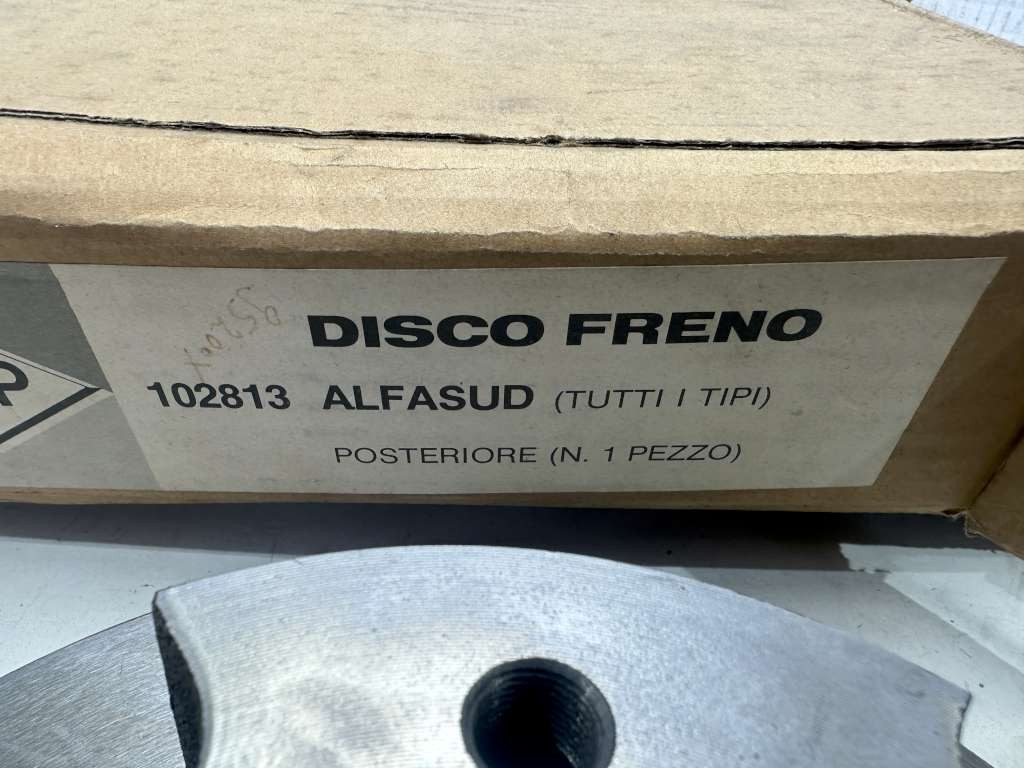 DISCO FRENO
102813 ALFASUD (TUTTI I TIPI)
POSTERIORE (N. 1 PEZZO)